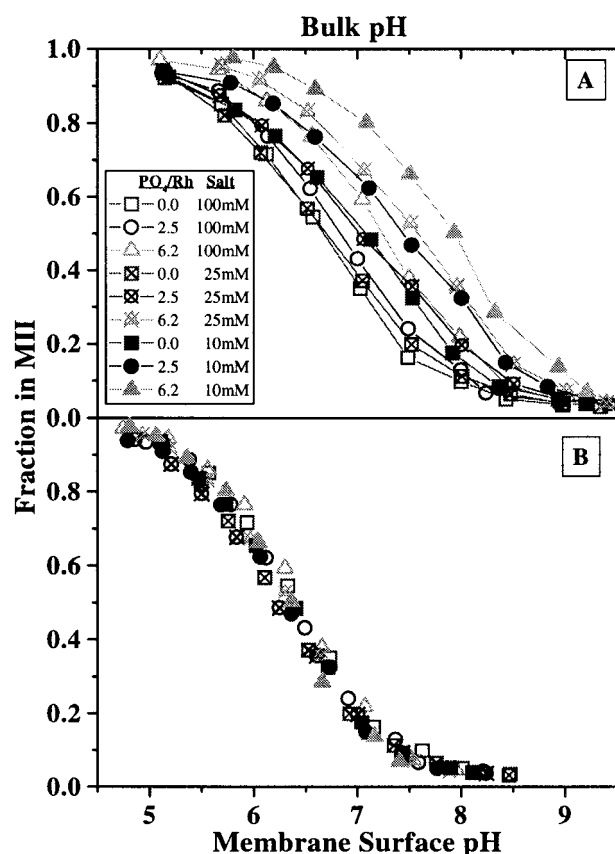 Bulk pH
A
1.0
0.8
0.6
0.4
0.2
0.0
PO4/Rh Salt
0.0 100mM
2.5 100mM
6.2 100mM
0.0 25mM
2.5 25mM
6.2 25mM
0.0 10mM
2.5 10mM
6.2 10mM
Fraction in MII
B
0.8
0.6
0.4
0.2
0.0
5 6 7 8 9
Membrane Surface pH